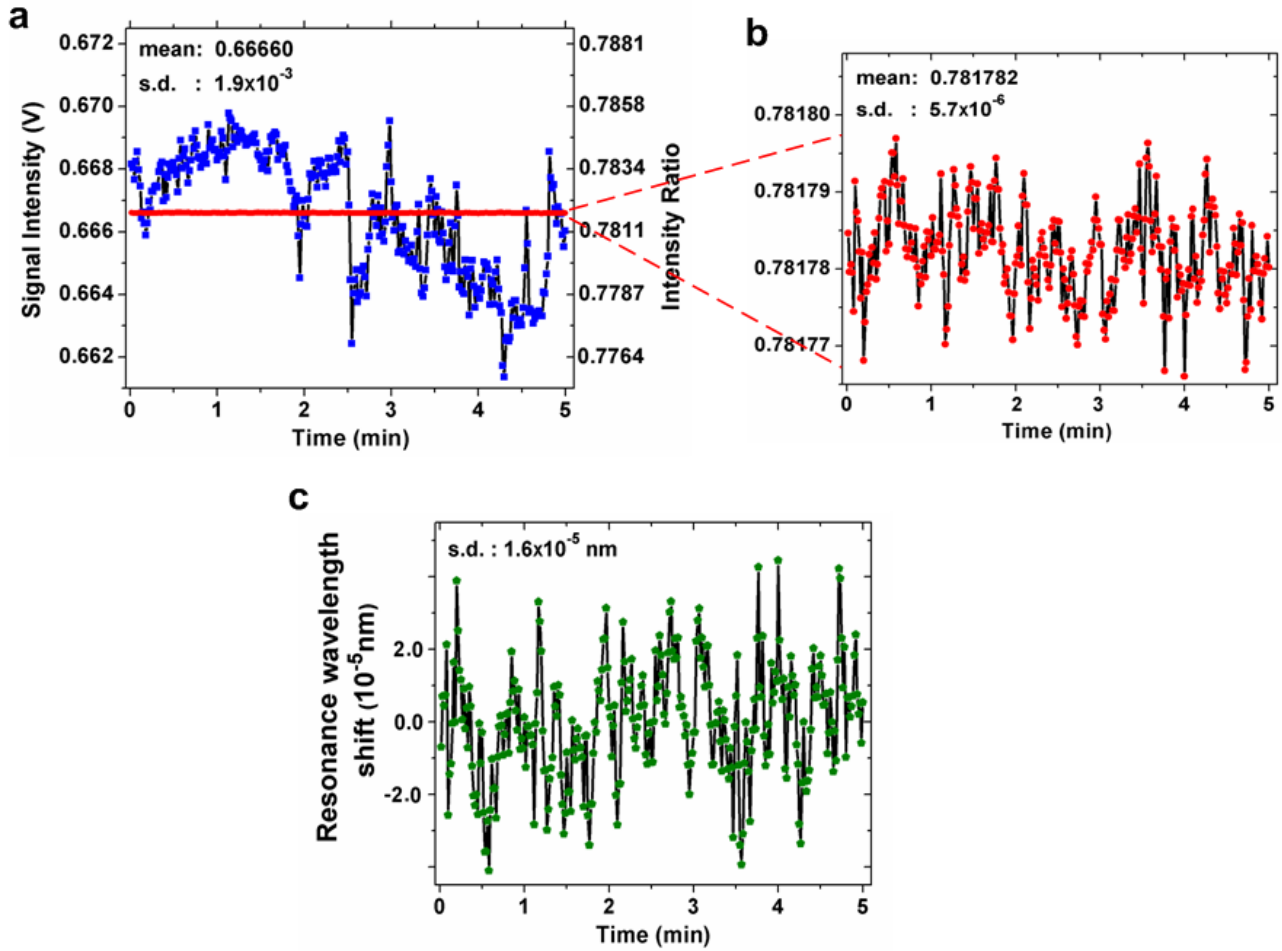 a
mean: 0.66660
s.d. : 1.9x10⁻³
0.672
0.670
0.668
0.666
0.664
0.662
Signal Intensity (V)
0.7881
0.7858
0.7834
0.7811
0.7787
0.7764
Intensity Ratio
0 1 2 3 4 5
Time (min)
b
mean: 0.781782
s.d. : 5.7x10⁻⁶
0.78180
0.781779
0.78178
0.78177
0 1 2 3 4 5
Time (min)
c
s.d. : 1.6x10⁻⁵ nm
Resonance wavelength
shift (10⁻⁵nm)
2.0
0.0
-2.0
0 1 2 3 4 5
Time (min)